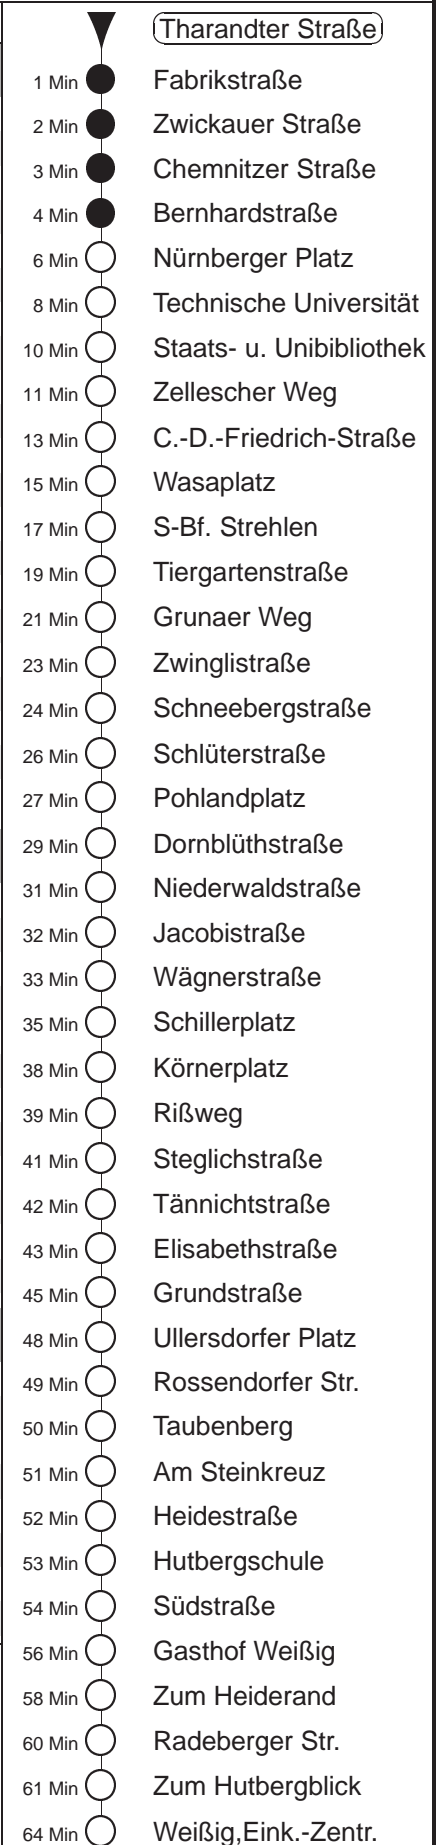 Tharandter Straße
1 Min Fabrikstraße
2 Min Zwickauer Straße
3 Min Chemnitzer Straße
4 Min Bernhardstraße
6 Min Nürnberger Platz
8 Min Technische Universität
10 Min Staats- u. Unibibliothek
11 Min Zellescher Weg
13 Min C.-D.-Friedrich-Straße
15 Min Wasaplatz
17 Min S-Bf. Strehlen
19 Min Tiergartenstraße
21 Min Grunaer Weg
23 Min Zwinglistraße
24 Min Schneebergstraße
26 Min Schlüterstraße
27 Min Pohlandplatz
29 Min Dornblüthstraße
31 Min Niederwaldstraße
32 Min Jacobistraße
33 Min Wägnerstraße
35 Min Schillerplatz
38 Min Körnerplatz
39 Min Rißweg
41 Min Steglichstraße
42 Min Tännichtstraße
43 Min Elisabethstraße
45 Min Grundstraße
48 Min Ullersdorfer Platz
49 Min Rossendorfer Str.
50 Min Taubenberg
51 Min Am Steinkreuz
52 Min Heidestraße
53 Min Hutbergschule
54 Min Südstraße
56 Min Gasthof Weißig
58 Min Zum Heiderand
60 Min Radeberger Str.
61 Min Zum Hutbergblick
64 Min Weißig,Eink.-Zentr.